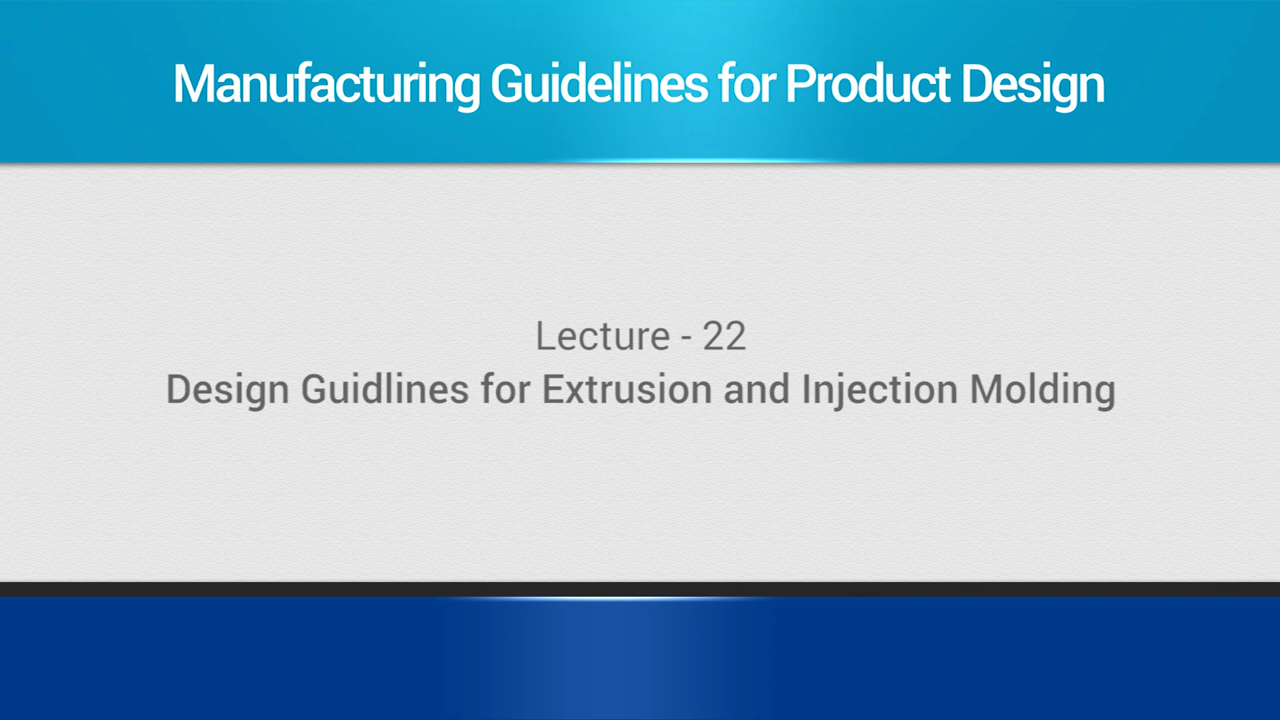 Manufacturing Guidelines for Product Design
Lecture - 22
Design Guidlines for Extrusion and Injection Molding